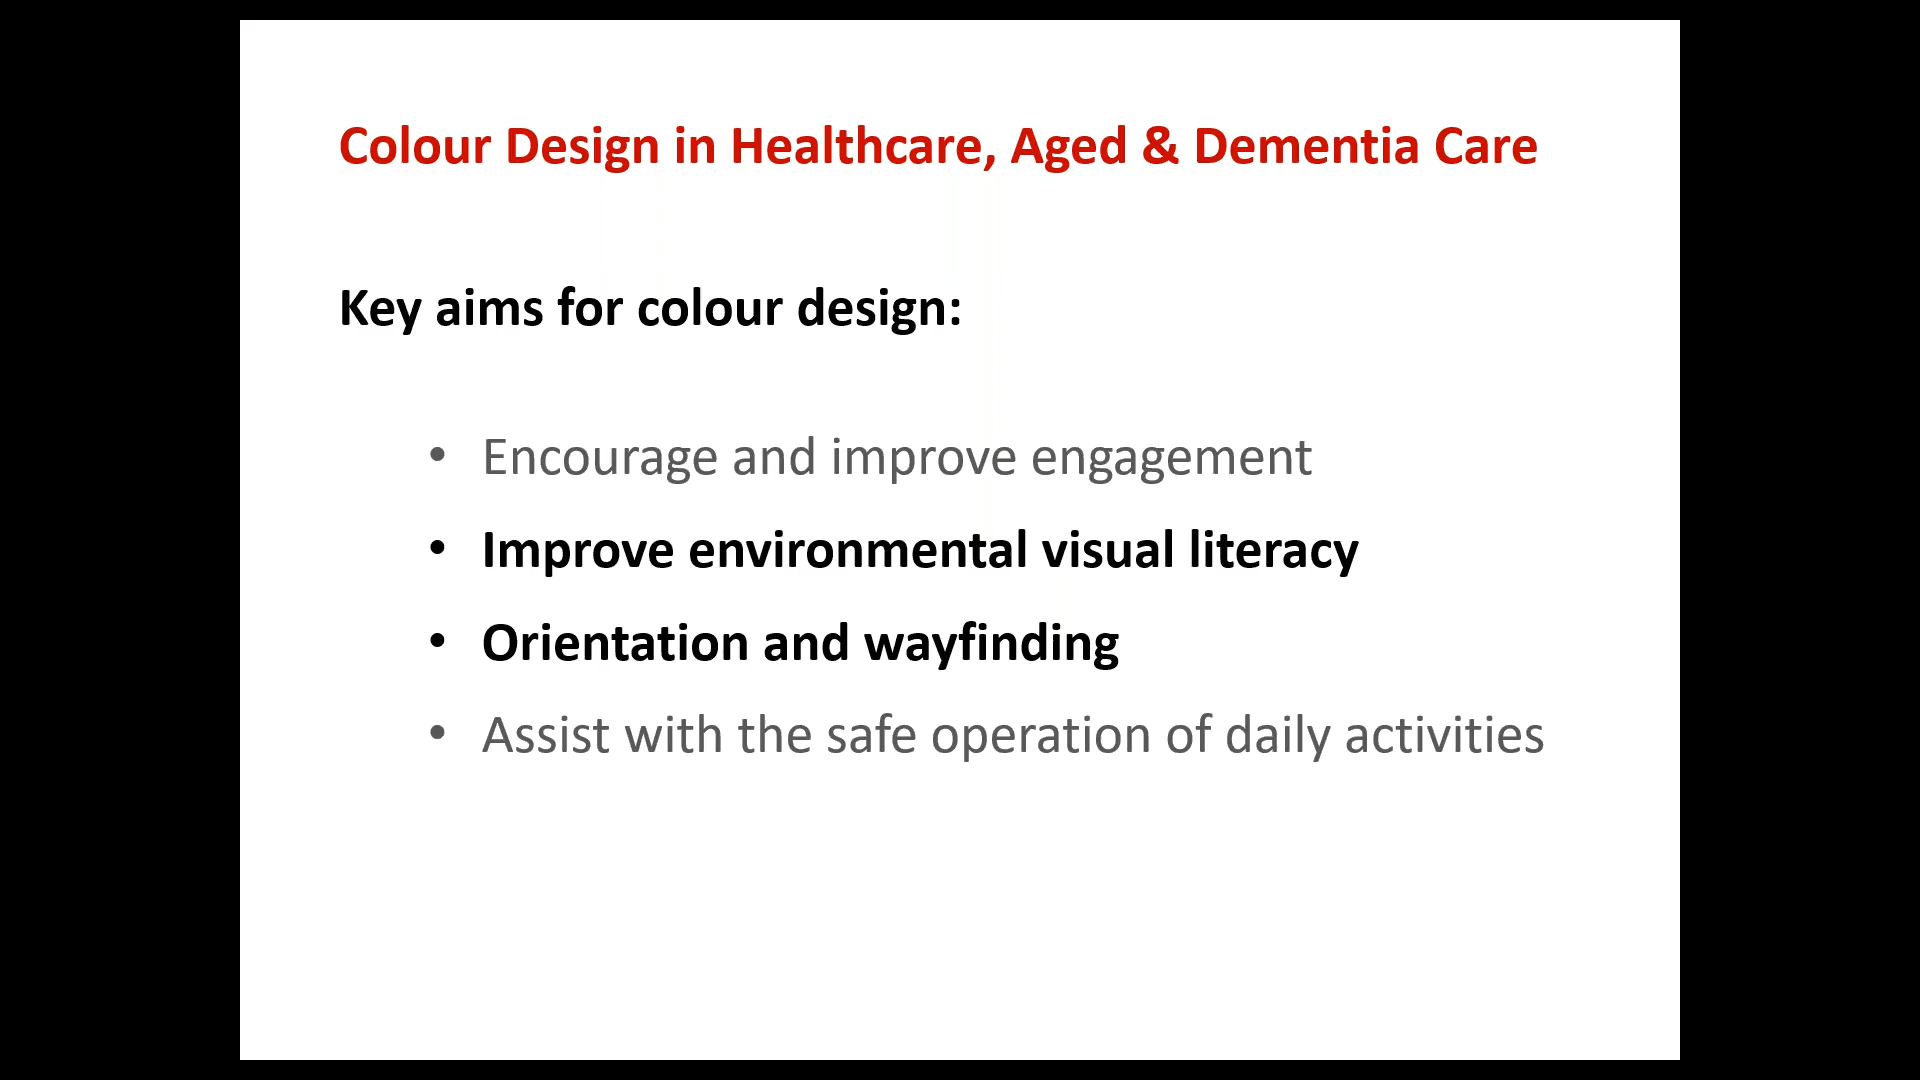 Colour Design in Healthcare, Aged & Dementia Care
Key aims for colour design:
• Encourage and improve engagement
• Improve environmental visual literacy
• Orientation and wayfinding
• Assist with the safe operation of daily activities